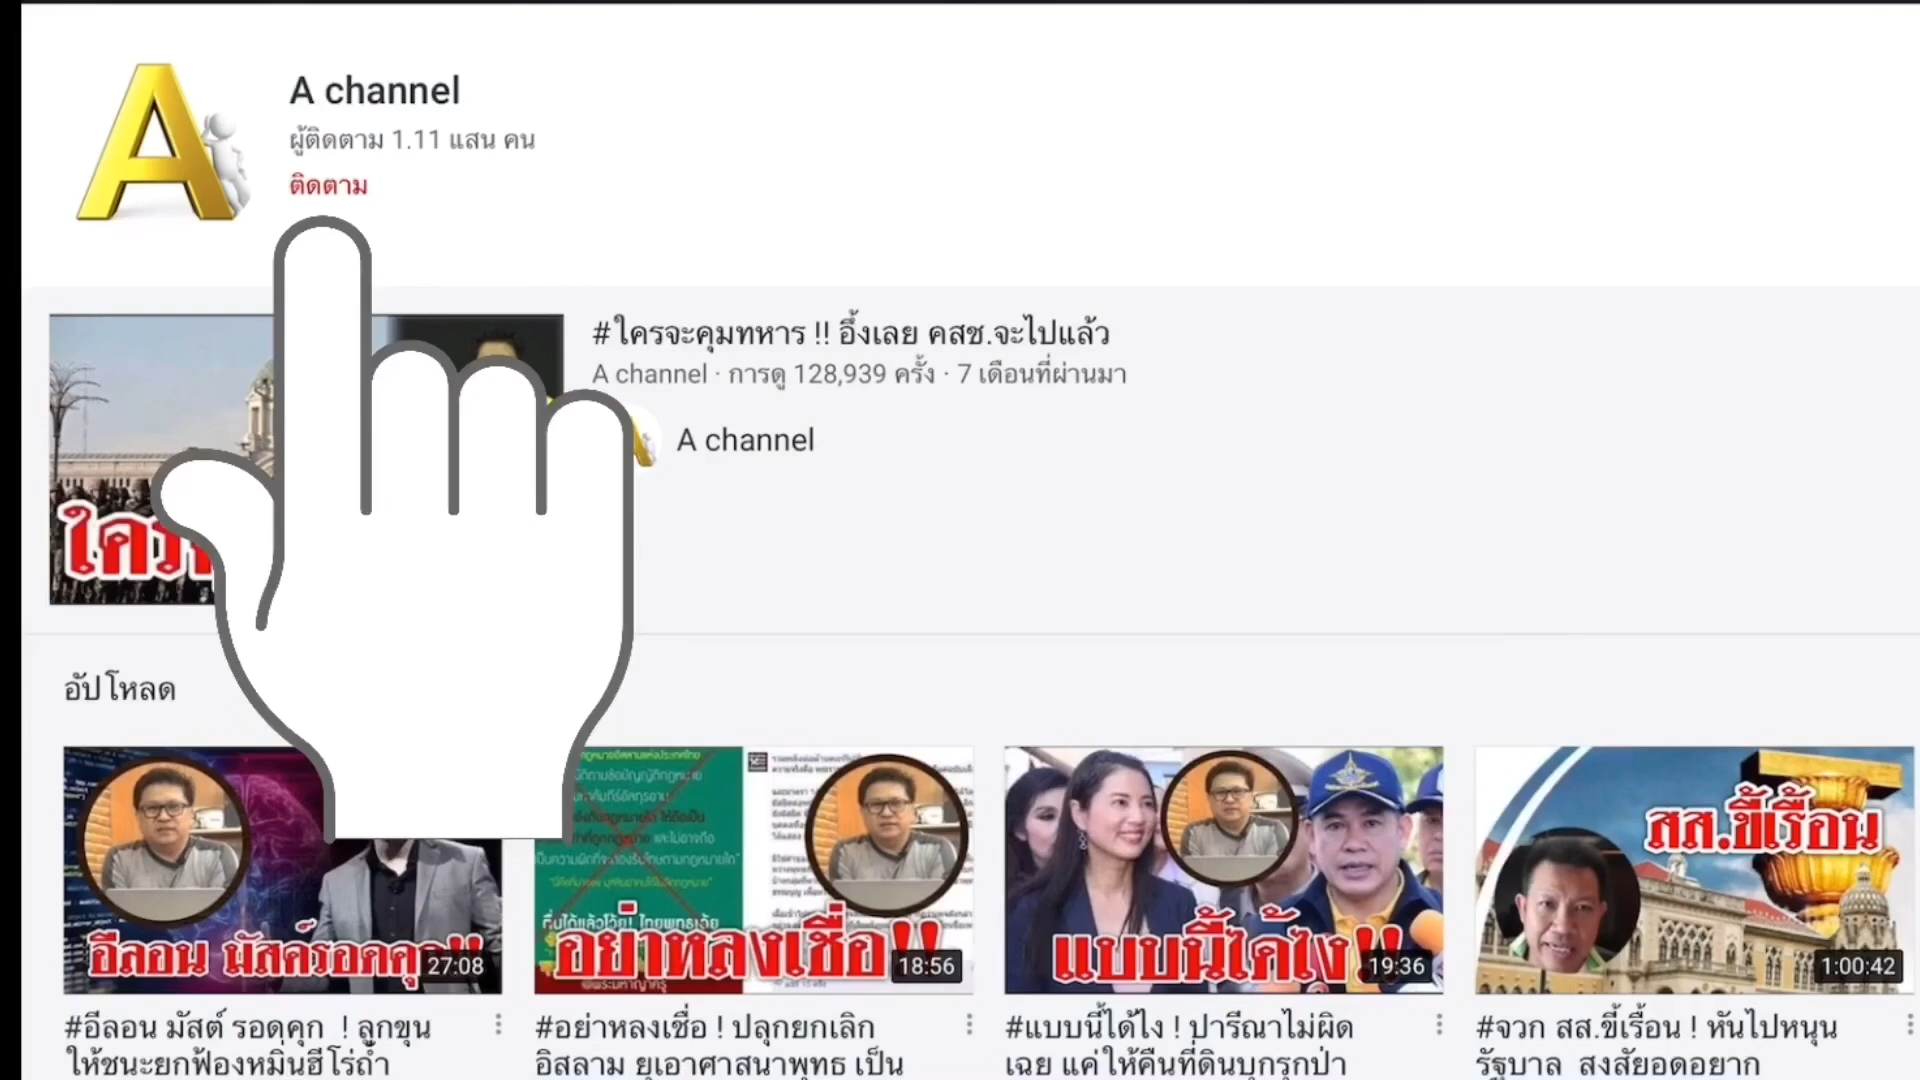 A channel
ผู้ติดตาม 1.11 แสน คน
ติดตาม
#ใครจะคุมทหาร !! อึ้งเลย คสช.จะไปแล้ว
A channel · การดู 128,939 ครั้ง · 7 เดือนที่ผ่านมา
A channel
อัปโหลด
อีลอน มัสต์รอดคุก!!
27:08
อย่าหลงเชื่อ!!
18:56
แบบนี้ได้ไง!!
19:36
สส.ขี้เรื้อน
1:00:42
#อีลอน มัสต์ รอดคุก ! ลูกขุน
ให้ชนะยกฟ้องหมิ่นฮีโร่ถ้ำ
#อย่าหลงเชื่อ ! ปลุกยกเลิก
อิสลาม ยุเอาศาสนาพุทธ เป็น
#แบบนี้ได้ไง ! ปารีณาไม่ผิด
เฉย แค่ให้คืนที่ดินบุกรุกป่า
#จวก สส.ขี้เรื้อน ! หันไปหนุน
รัฐบาล สงสัยอดอยาก